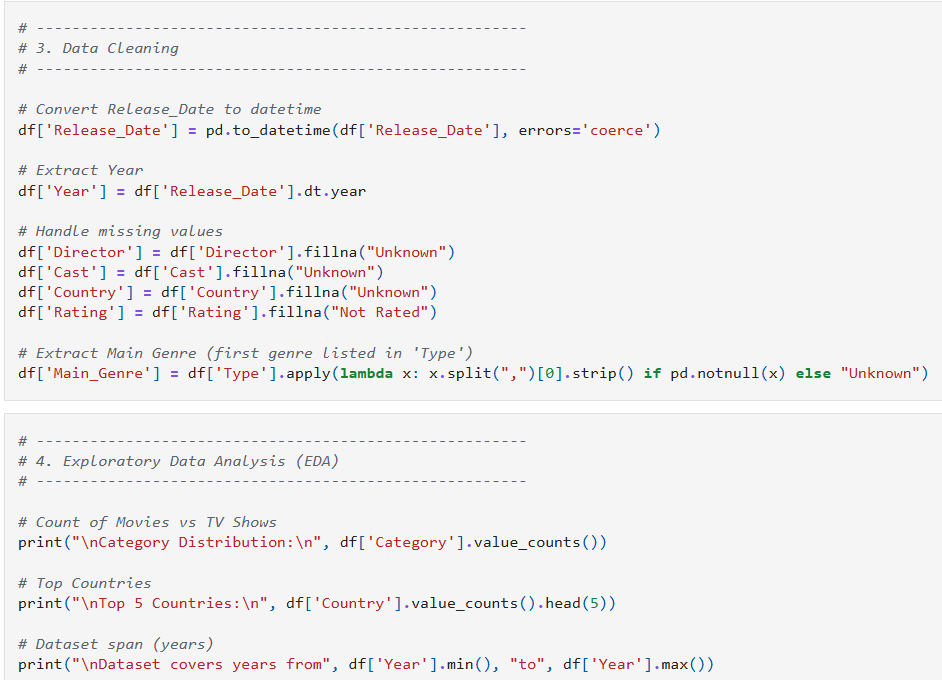 # -------------------------------------------------------
# 3. Data Cleaning
# -------------------------------------------------------
# Convert Release_Date to datetime
df['Release_Date'] = pd.to_datetime(df['Release_Date'], errors='coerce')
# Extract Year
df['Year'] = df['Release_Date'].dt.year
# Handle missing values
df['Director'] = df['Director'].fillna("Unknown")
df['Cast'] = df['Cast'].fillna("Unknown")
df['Country'] = df['Country'].fillna("Unknown")
df['Rating'] = df['Rating'].fillna("Not Rated")
# Extract Main Genre (first genre listed in 'Type')
df['Main_Genre'] = df['Type'].apply(lambda x: x.split(",")[0].strip() if pd.notnull(x) else "Unknown")
# -------------------------------------------------------
# 4. Exploratory Data Analysis (EDA)
# -------------------------------------------------------
# Count of Movies vs TV Shows
print("\nCategory Distribution:\n", df['Category'].value_counts())
# Top Countries
print("\nTop 5 Countries:\n", df['Country'].value_counts().head(5))
# Dataset span (years)
print("\nDataset covers years from", df['Year'].min(), "to", df['Year'].max())